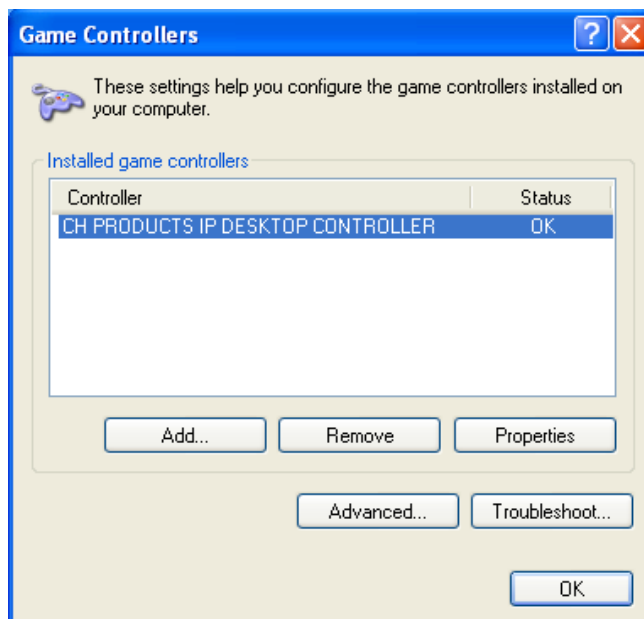 Game Controllers
?
These settings help you configure the game controllers installed on
your computer.
Installed game controllers
Controller Status
CH PRODUCTS IP DESKTOP CONTROLLER OK
Add... Remove Properties
Advanced... Troubleshoot...
OK